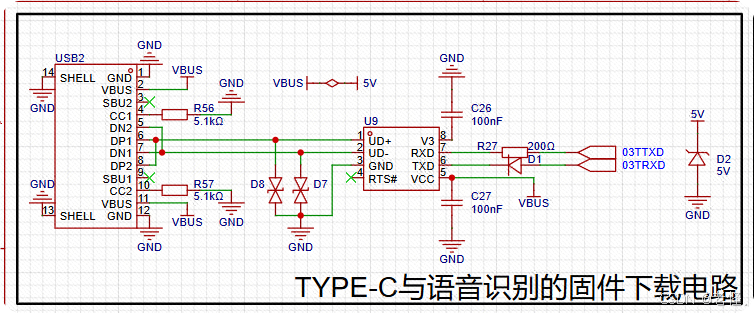 USB2
14
SHELL
GND
GND
13
SHELL
GND
GND
1
VBUS
2
VBUS
SBU2
3
CC1
4
R56
5.1kΩ
GND
DN2
5
DP1
6
DN1
7
DP2
8
SBU1
9
CC2
10
R57
5.1kΩ
GND
VBUS
11
VBUS
GND
12
GND
VBUS
5V
D8
D7
GND
U9
1
UD+
2
UD-
3
GND
4
RTS#
V3
8
RXD
7
TXD
6
VCC
5
GND
C26
100nF
R27
200Ω
D1
03TTXD
03TRXD
C27
100nF
GND
VBUS
5V
D2
5V
GND
TYPE-C与语音识别的固件下载电路